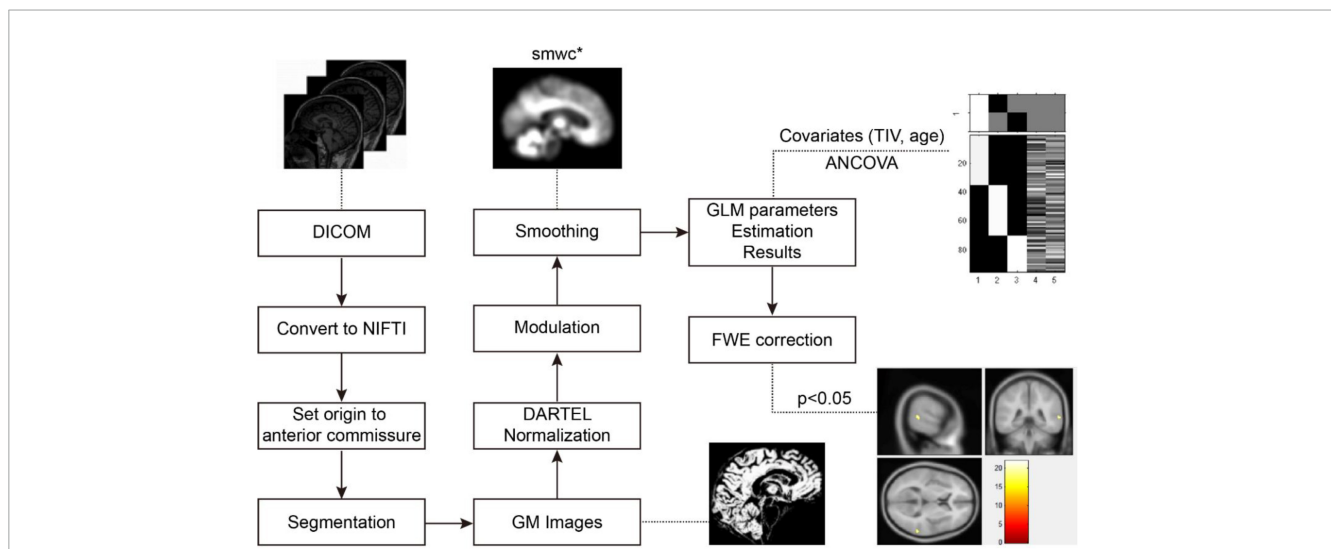 smwc*
DICOM
Convert to NIFTI
Set origin to
anterior commissure
Segmentation
GM Images
DARTEL
Normalization
Modulation
Smoothing
GLM parameters
Estimation
Results
Covariates (TIV, age)
ANCOVA
1
20
40
60
80
1 2 3 4 5
FWE correction
p<0.05
20
15
10
5
0